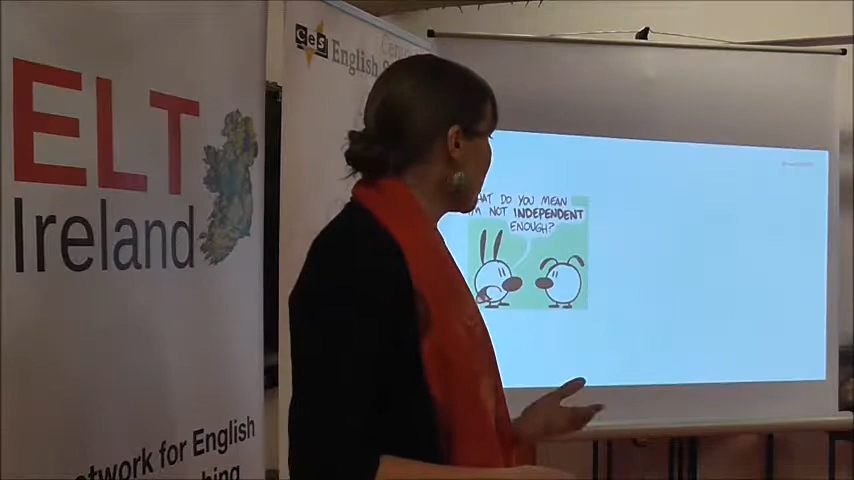 ELT
Ireland
network for English
CES
English
WHAT DO YOU MEAN
I'M NOT INDEPENDENT
ENOUGH?